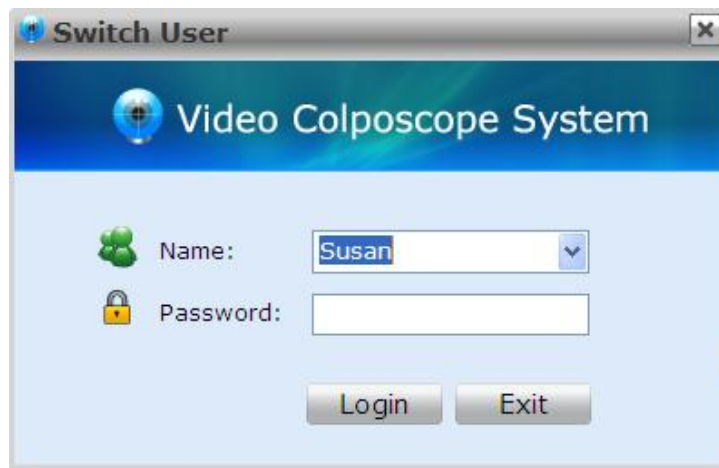 Switch User
Video Colposcope System
Name: Susan
Password:
Login Exit